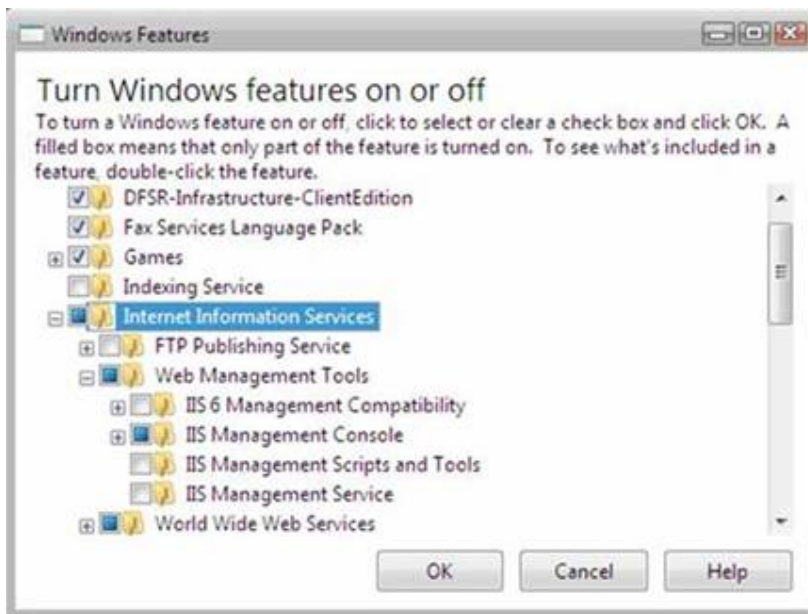 Windows Features
Turn Windows features on or off
To turn a Windows feature on or off, click to select or clear a check box and click OK. A
filled box means that only part of the feature is turned on. To see what's included in a
feature, double-click the feature.
DFSR-Infrastructure-ClientEdition
Fax Services Language Pack
Games
Indexing Service
Internet Information Services
FTP Publishing Service
Web Management Tools
IIS 6 Management Compatibility
IIS Management Console
IIS Management Scripts and Tools
IIS Management Service
World Wide Web Services
OK Cancel Help